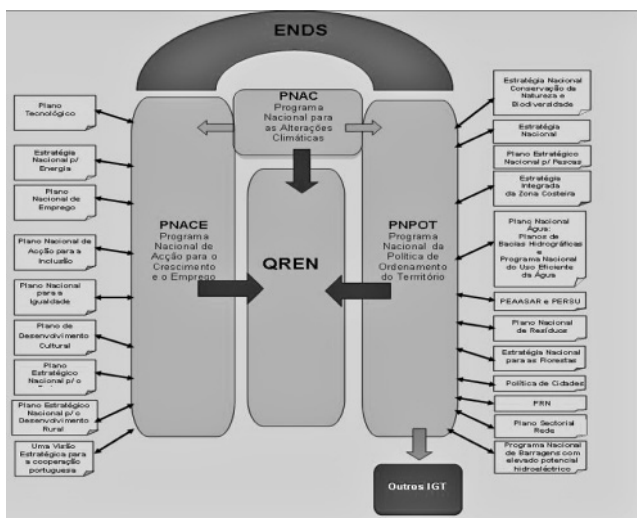 ENDS
PNAC
Programa
Nacional para
as Alterações
Climáticas
Plano
Tecnológico
Estratégia
Nacional p/
Energia
Plano
Nacional de
Emprego
Plano Nacional de
Acção para a
Inclusão
Plano Nacional
para a
Igualdade
Plano de
Desenvolvimento
Cultural
Plano
Estratégico
Nacional p/ o
Plano Estratégico
Nacional p/ o
Desenvolvimento
Rural
Uma Visão
Estratégica para
a cooperação
portuguesa
PNACE
Programa
Nacional de
Acção para o
Crescimento
e o Emprego
QREN
PNPOT
Programa
Nacional da
Política de
Ordenamento
do Território
Estratégia Nacional
Conservação da
Natureza e
Biodiversidade
Estratégia
Nacional
Plano Estratégico
Nacional p/ Pescas
Estratégia
Integrada
da Zona Costeira
Plano Nacional
Água:
Planos de
Bacias Hidrográficas
e
Programa Nacional
do Uso Eficiente
da Água
PEAASAR e PERSU
Plano Nacional
de Resíduos
Estratégia Nacional
para as Florestas
Política de Cidades
PRN
Plano Sectorial
Rede
Programa Nacional
de Barragens com
elevado potencial
hidroeléctrico
Outros IGT